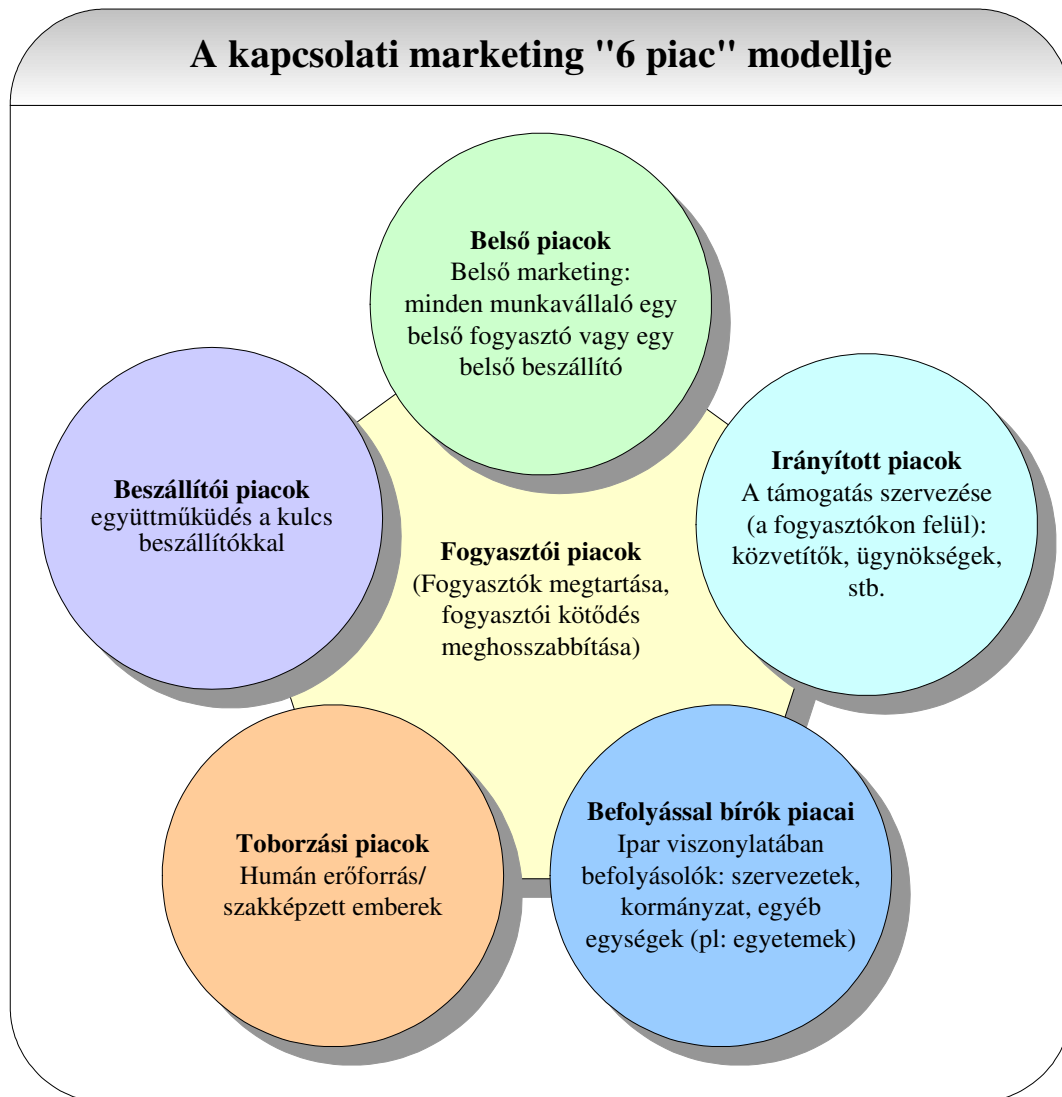 A kapcsolati marketing "6 piac" modellje
Belső piacok
Belső marketing:
minden munkavállaló egy
belső fogyasztó vagy egy
belső beszállító
Beszállítói piacok
együttműküdés a kulcs
beszállítókkal
Irányított piacok
A támogatás szervezése
(a fogyasztókon felül):
közvetítők, ügynökségek,
stb.
Fogyasztói piacok
(Fogyasztók megtartása,
fogyasztói kötődés
meghosszabbítása)
Toborzási piacok
Humán erőforrás/
szakképzett emberek
Befolyással bírók piacai
Ipar viszonylatában
befolyásolók: szervezetek,
kormányzat, egyéb
egységek (pl: egyetemek)